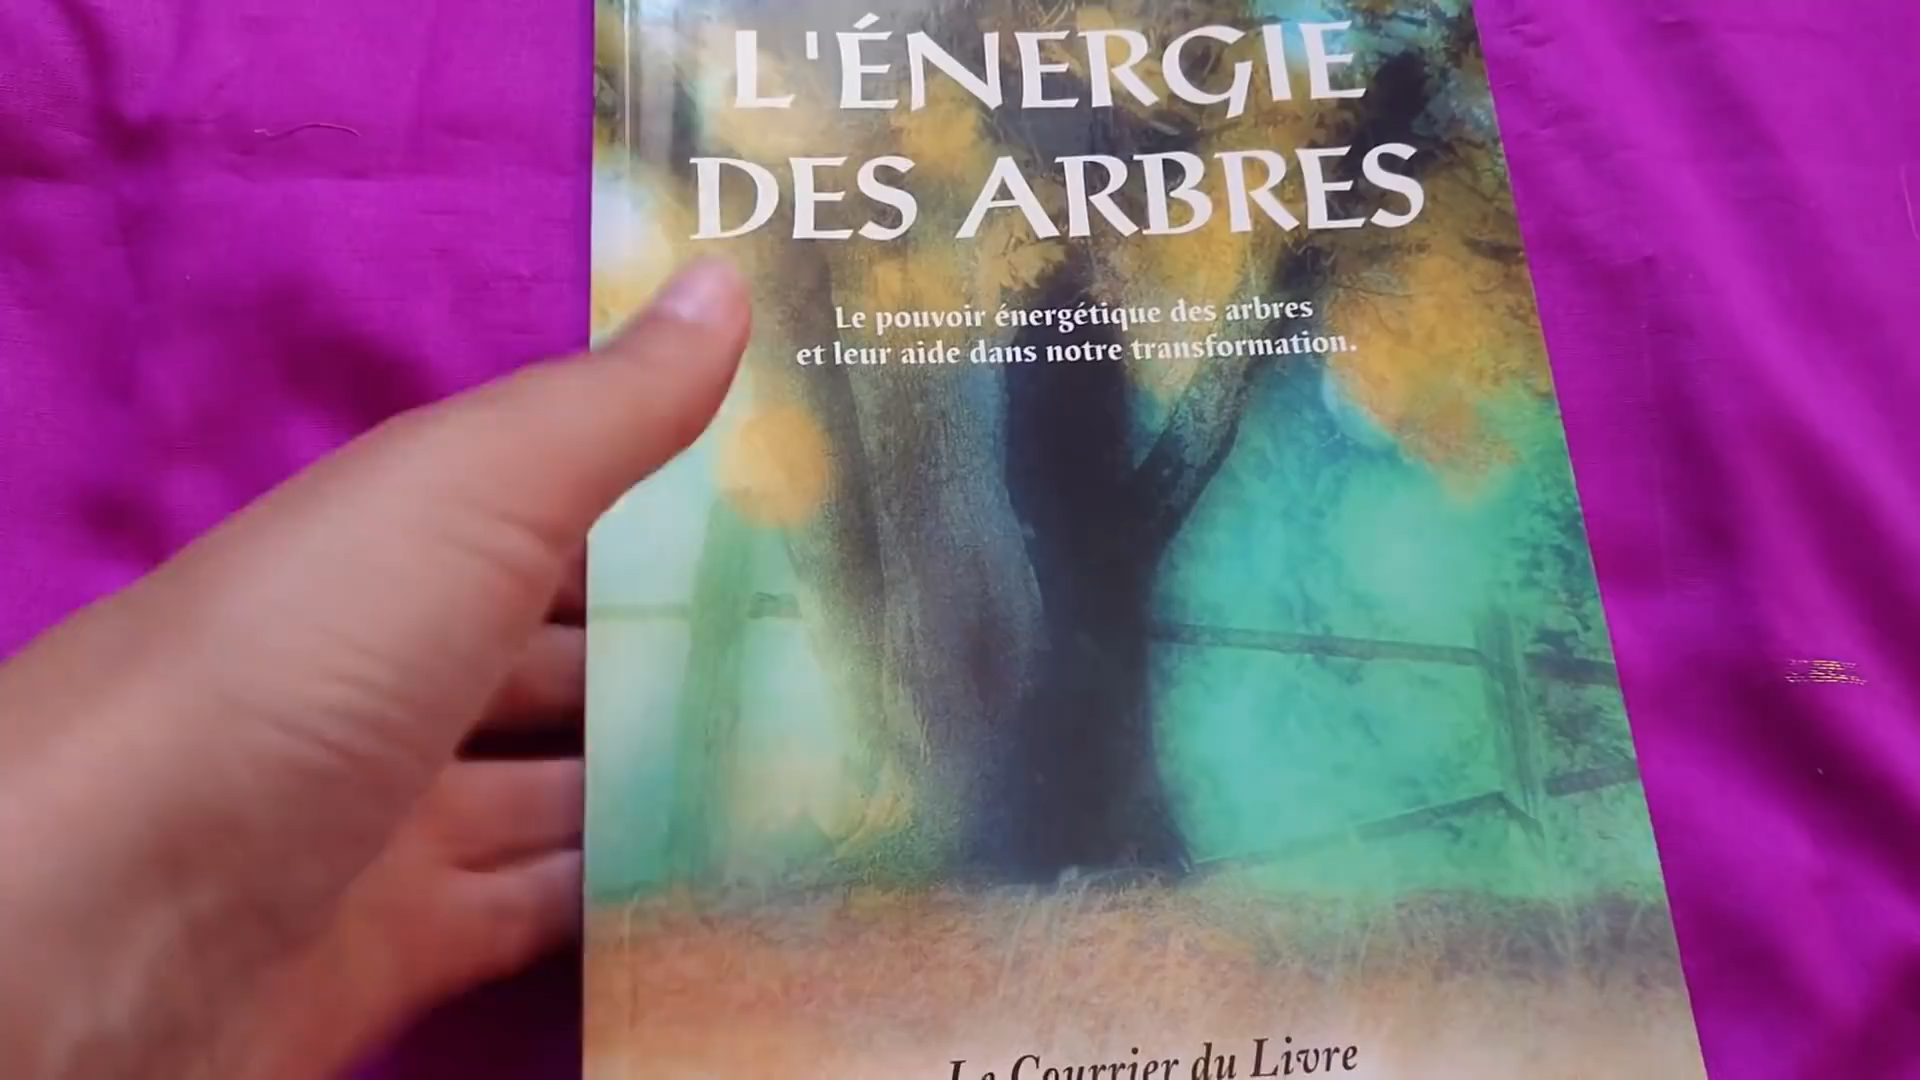 L'ÉNERGIE
DES ARBRES
Le pouvoir énergétique des arbres
et leur aide dans notre transformation.
Le Courrier du Livre